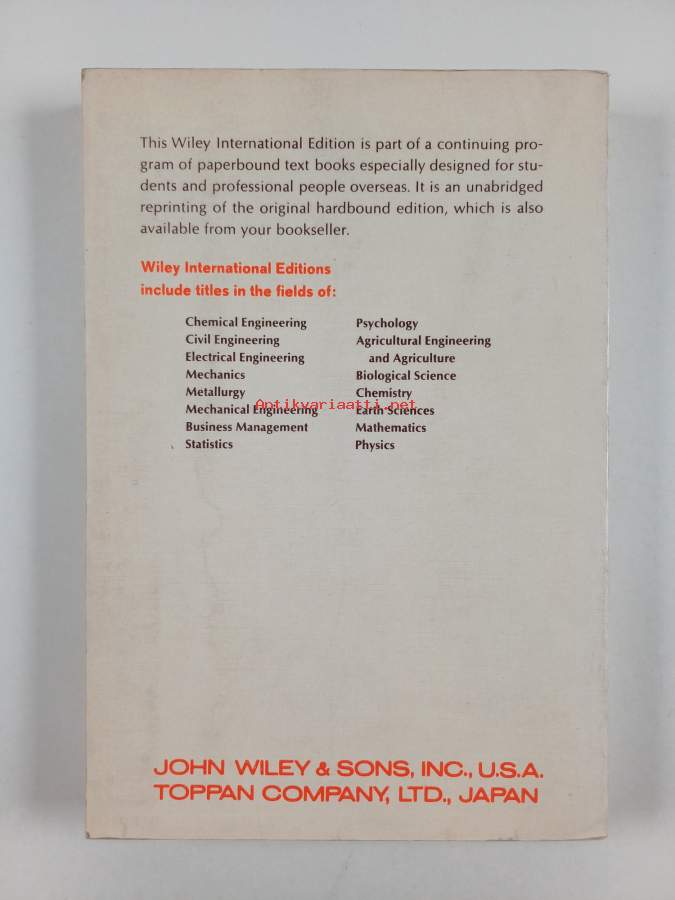 This Wiley International Edition is part of a continuing pro-
gram of paperbound text books especially designed for stu-
dents and professional people overseas. It is an unabridged
reprinting of the original hardbound edition, which is also
available from your bookseller.
Wiley International Editions
include titles in the fields of:
Chemical Engineering
Civil Engineering
Electrical Engineering
Mechanics
Metallurgy
Mechanical Engineering
Business Management
Statistics
Psychology
Agricultural Engineering
and Agriculture
Biological Science
Chemistry
Earth Sciences
Mathematics
Physics
Antikvariaatti.net
JOHN WILEY & SONS, INC., U.S.A.
TOPPAN COMPANY, LTD., JAPAN